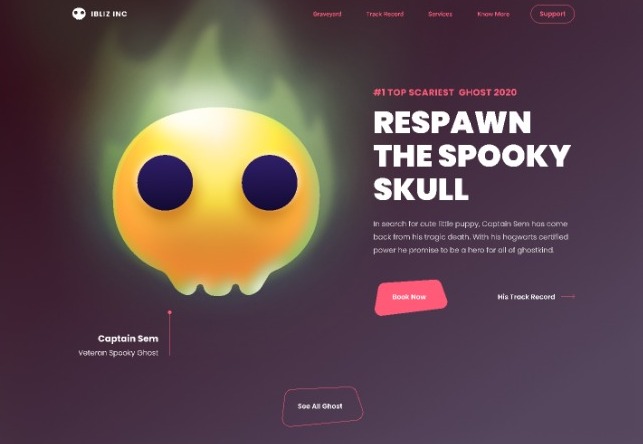 IBLIZ INC
Graveyard
Track Record
Services
Know More
Support
#1 TOP SCARIEST GHOST 2020
RESPAWN
THE SPOOKY
SKULL
In search for cute little puppy, Captain Sem has come
back from his tragic death. With his hogwarts certified
power he promise to be a hero for all of ghostkind.
Book Now
His Track Record
Captain Sem
Veteran Spooky Ghost
See All Ghost